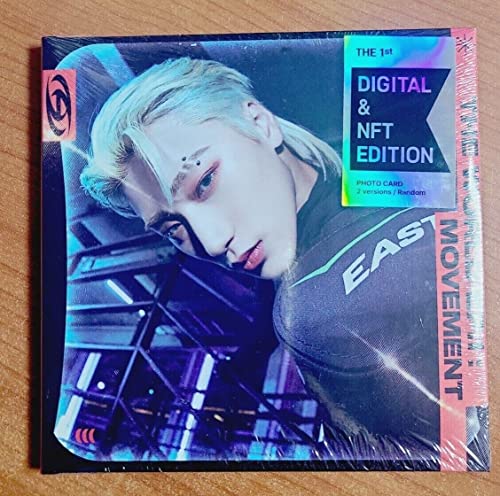 THE 1st
DIGITAL
&
NFT
EDITION
PHOTO CARD
2 versions / Random
EAST
MOVEMENT